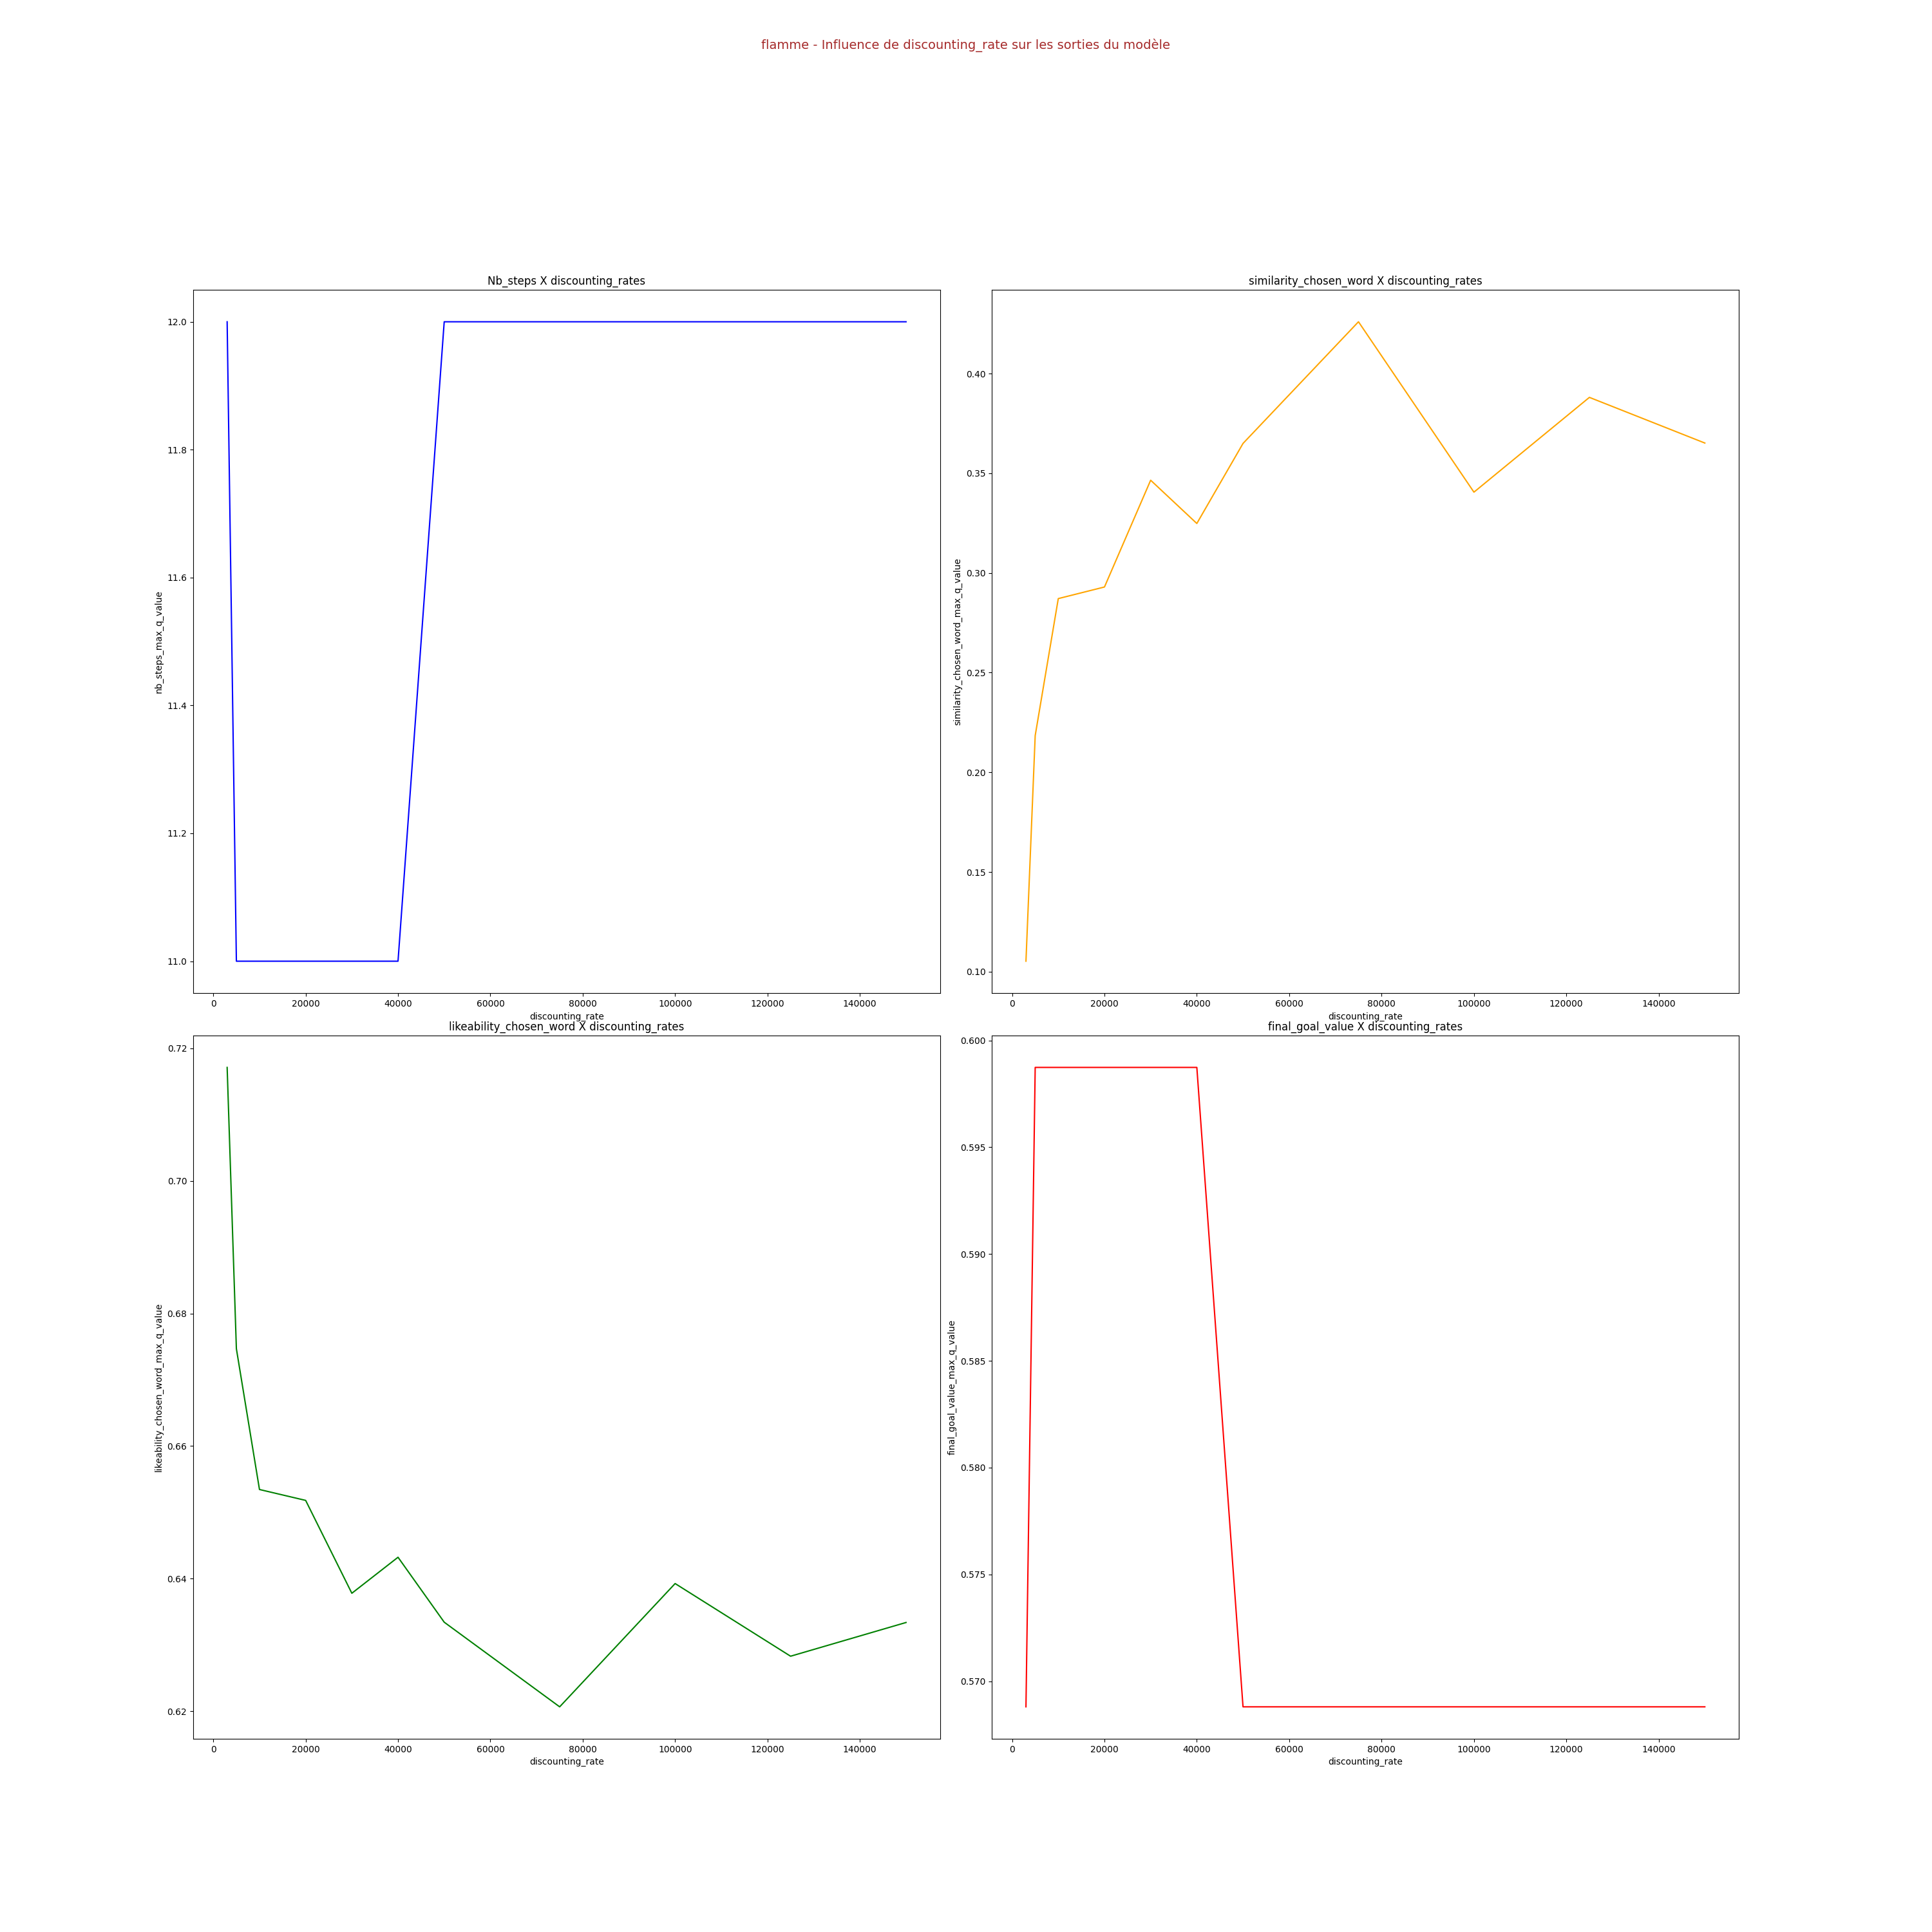 flamme - Influence de discounting_rate sur les sorties du modèle
Nb_steps X discounting_rates
12.0
11.8
11.6
11.4
11.2
11.0
nb_steps_max_q_value
0 20000 40000 60000 80000 100000 120000 140000
discounting_rate
similarity_chosen_word X discounting_rates
0.40
0.35
0.30
0.25
0.20
0.15
0.10
similarity_chosen_word_max_q_value
0 20000 40000 60000 80000 100000 120000 140000
discounting_rate
likeability_chosen_word X discounting_rates
0.72
0.70
0.68
0.66
0.64
0.62
likeability_chosen_word_max_q_value
0 20000 40000 60000 80000 100000 120000 140000
discounting_rate
final_goal_value X discounting_rates
0.600
0.595
0.590
0.585
0.580
0.575
0.570
final_goal_value_max_q_value
0 20000 40000 60000 80000 100000 120000 140000
discounting_rate